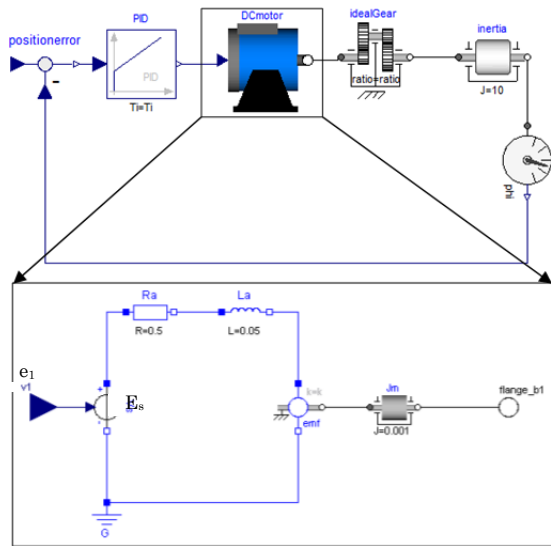 PID
DCmotor
idealGear
inertia
positionerror
PID
Ti=Ti
ratio=ratio
J=10
phi
Ra
La
R=0.5
L=0.05
e₁
v1
+
Eₛ
-
k=k
emf
Jm
J=0.001
flange_b1
G